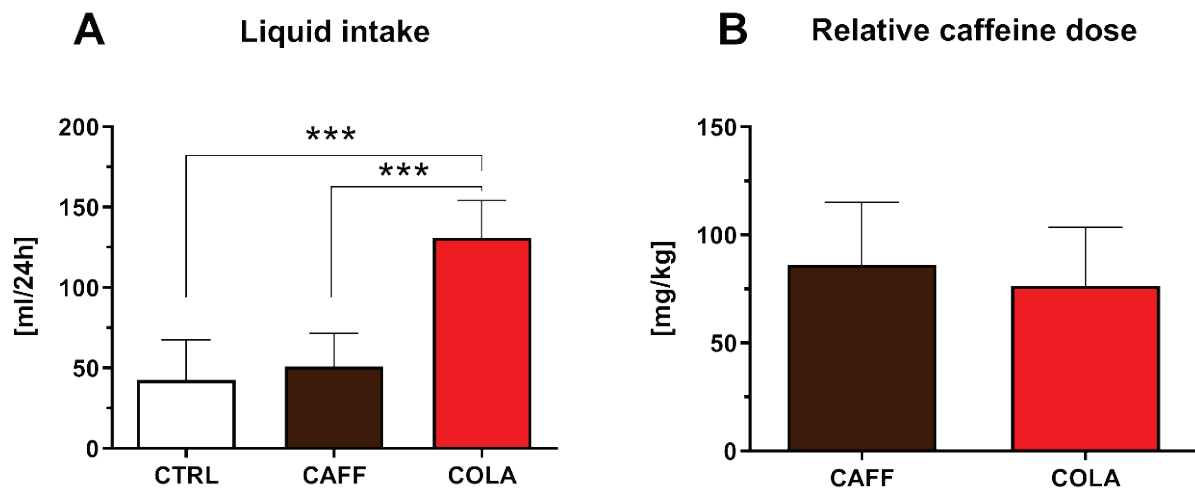 A Liquid intake
200
150
100
50
0
[ml/24h]
***
***
CTRL CAFF COLA
B Relative caffeine dose
150
100
50
0
[mg/kg]
CAFF COLA